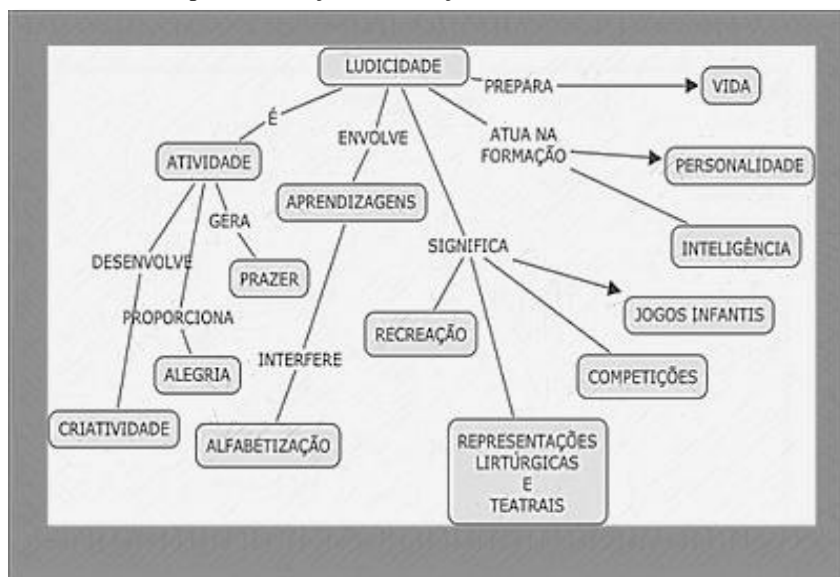 LUDICIDADE
PREPARA
VIDA
É
ENVOLVE
ATUA NA
FORMAÇÃO
ATIVIDADE
PERSONALIDADE
APRENDIZAGENS
GERA
SIGNIFICA
INTELIGÊNCIA
DESENVOLVE
PRAZER
PROPORCIONA
JOGOS INFANTIS
RECREAÇÃO
INTERFERE
ALEGRIA
COMPETIÇÕES
CRIATIVIDADE
ALFABETIZAÇÃO
REPRESENTAÇÕES
LIRTÚRGICAS
E
TEATRAIS